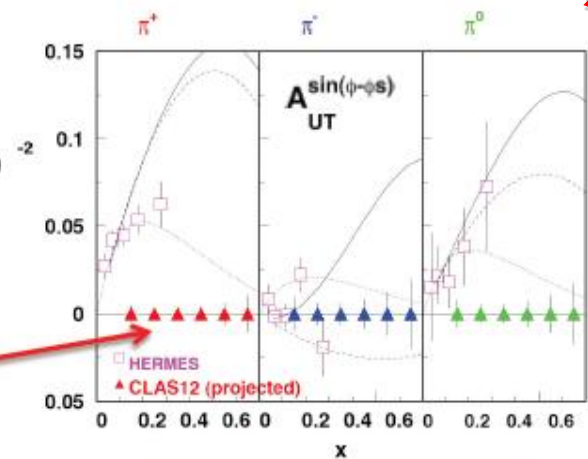 π+ π- π0
0.15
A UT sin(φ-φs)
-2
0.1
0.05
0
HERMES
CLAS12 (projected)
0.05
0 0.2 0.4 0.6 0 0.2 0.4 0.6 0 0.2 0.4 0.6
x